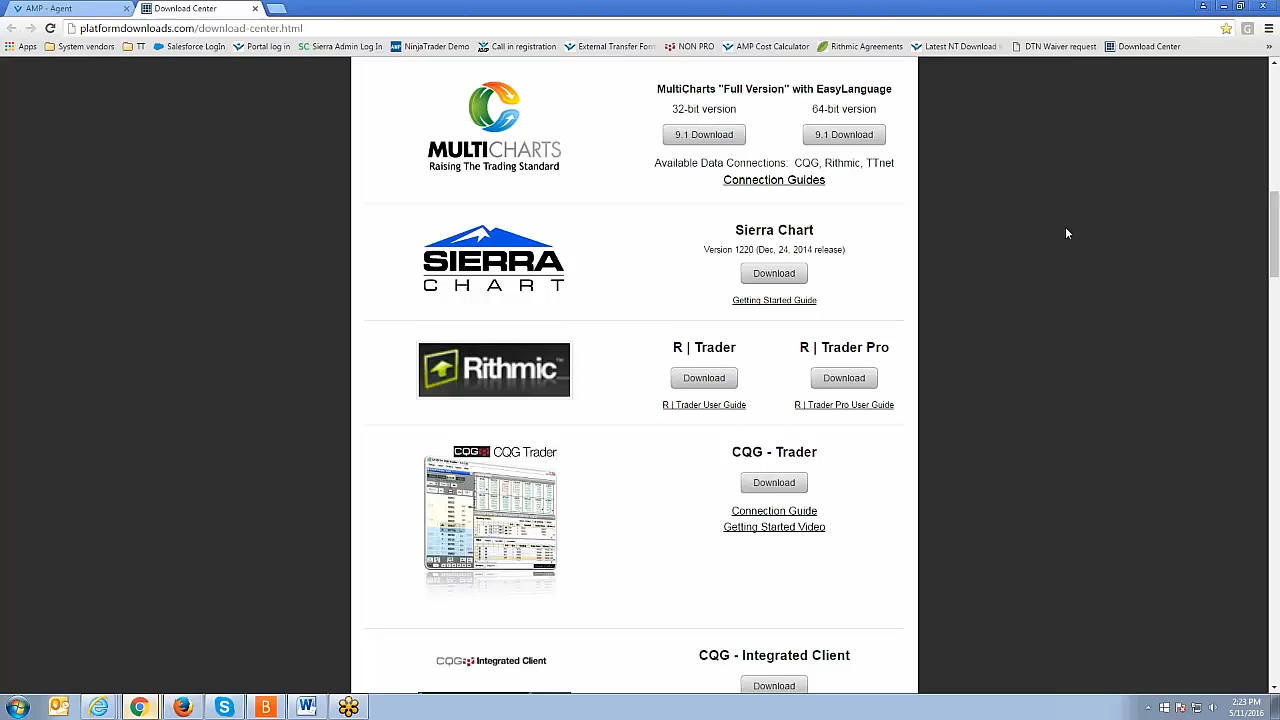 AMP - Agent
Download Center
platformdownloads.com/download-center.html
Apps
System vendors
TT
Salesforce LogIn
Portal log in
Sierra Admin Log In
NinjaTrader Demo
Call in registration
External Transfer Form
NON PRO
AMP Cost Calculator
Rithmic Agreements
Latest NT Download
DTN Waiver request
Download Center
MULTICHARTS
Raising The Trading Standard
MultiCharts "Full Version" with EasyLanguage
32-bit version 64-bit version
9.1 Download 9.1 Download
Available Data Connections: CQG, Rithmic, TTnet
Connection Guides
SIERRA
CHART
Sierra Chart
Version 1220 (Dec, 24, 2014 release)
Download
Getting Started Guide
Rithmic
R | Trader R | Trader Pro
Download Download
R | Trader User Guide R | Trader Pro User Guide
CQG CQG Trader
CQG - Trader
Download
Connection Guide
Getting Started Video
CQG Integrated Client
CQG - Integrated Client
Download
2:23 PM
5/11/2016